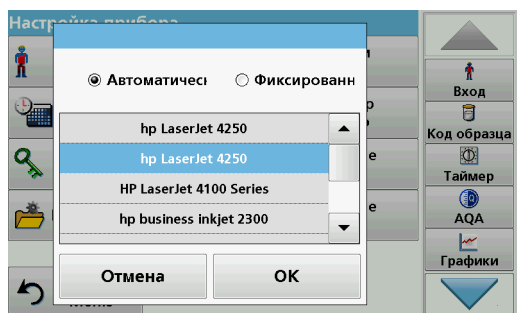 Настройка прибора
Автоматическ
Фиксированн
hp LaserJet 4250
hp LaserJet 4250
HP LaserJet 4100 Series
hp business inkjet 2300
Отмена
OK
Вход
Код образца
Таймер
AQA
Графики